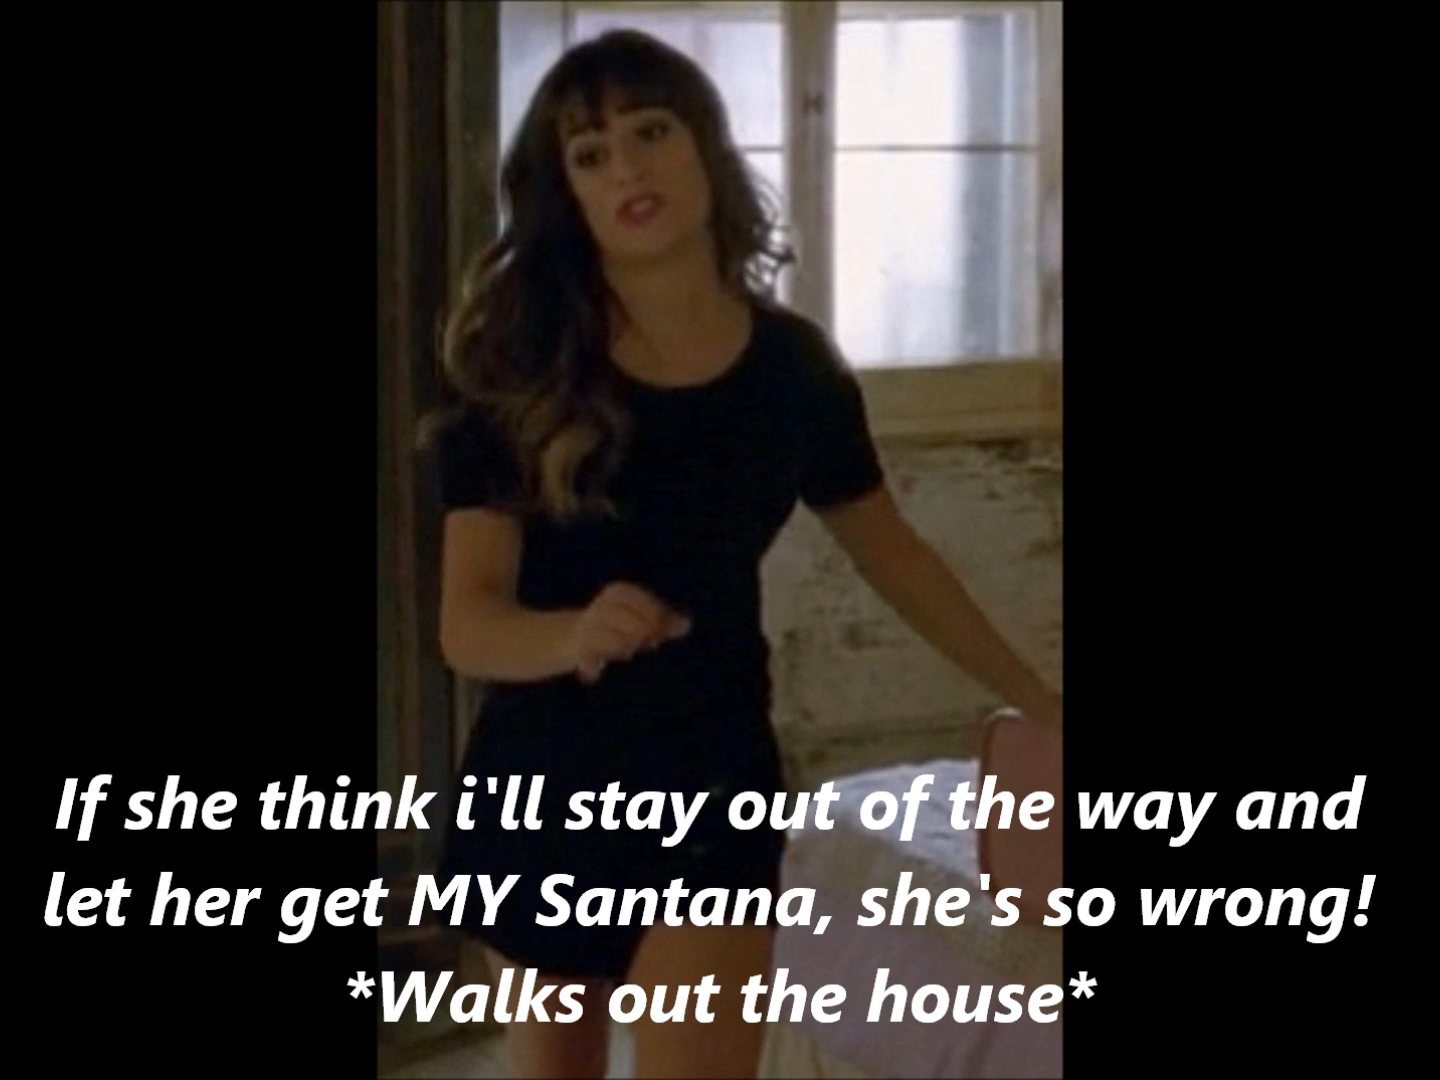 If she think i'll stay out of the way and
let her get MY Santana, she's so wrong!
*Walks out the house*